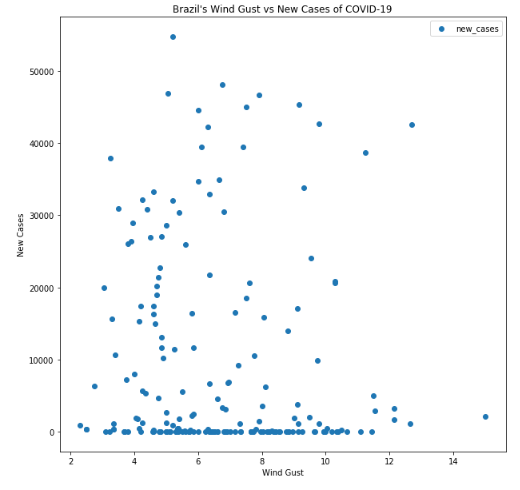 Brazil's Wind Gust vs New Cases of COVID-19
new_cases
50000
40000
30000
20000
10000
0
New Cases
2 4 6 8 10 12 14
Wind Gust